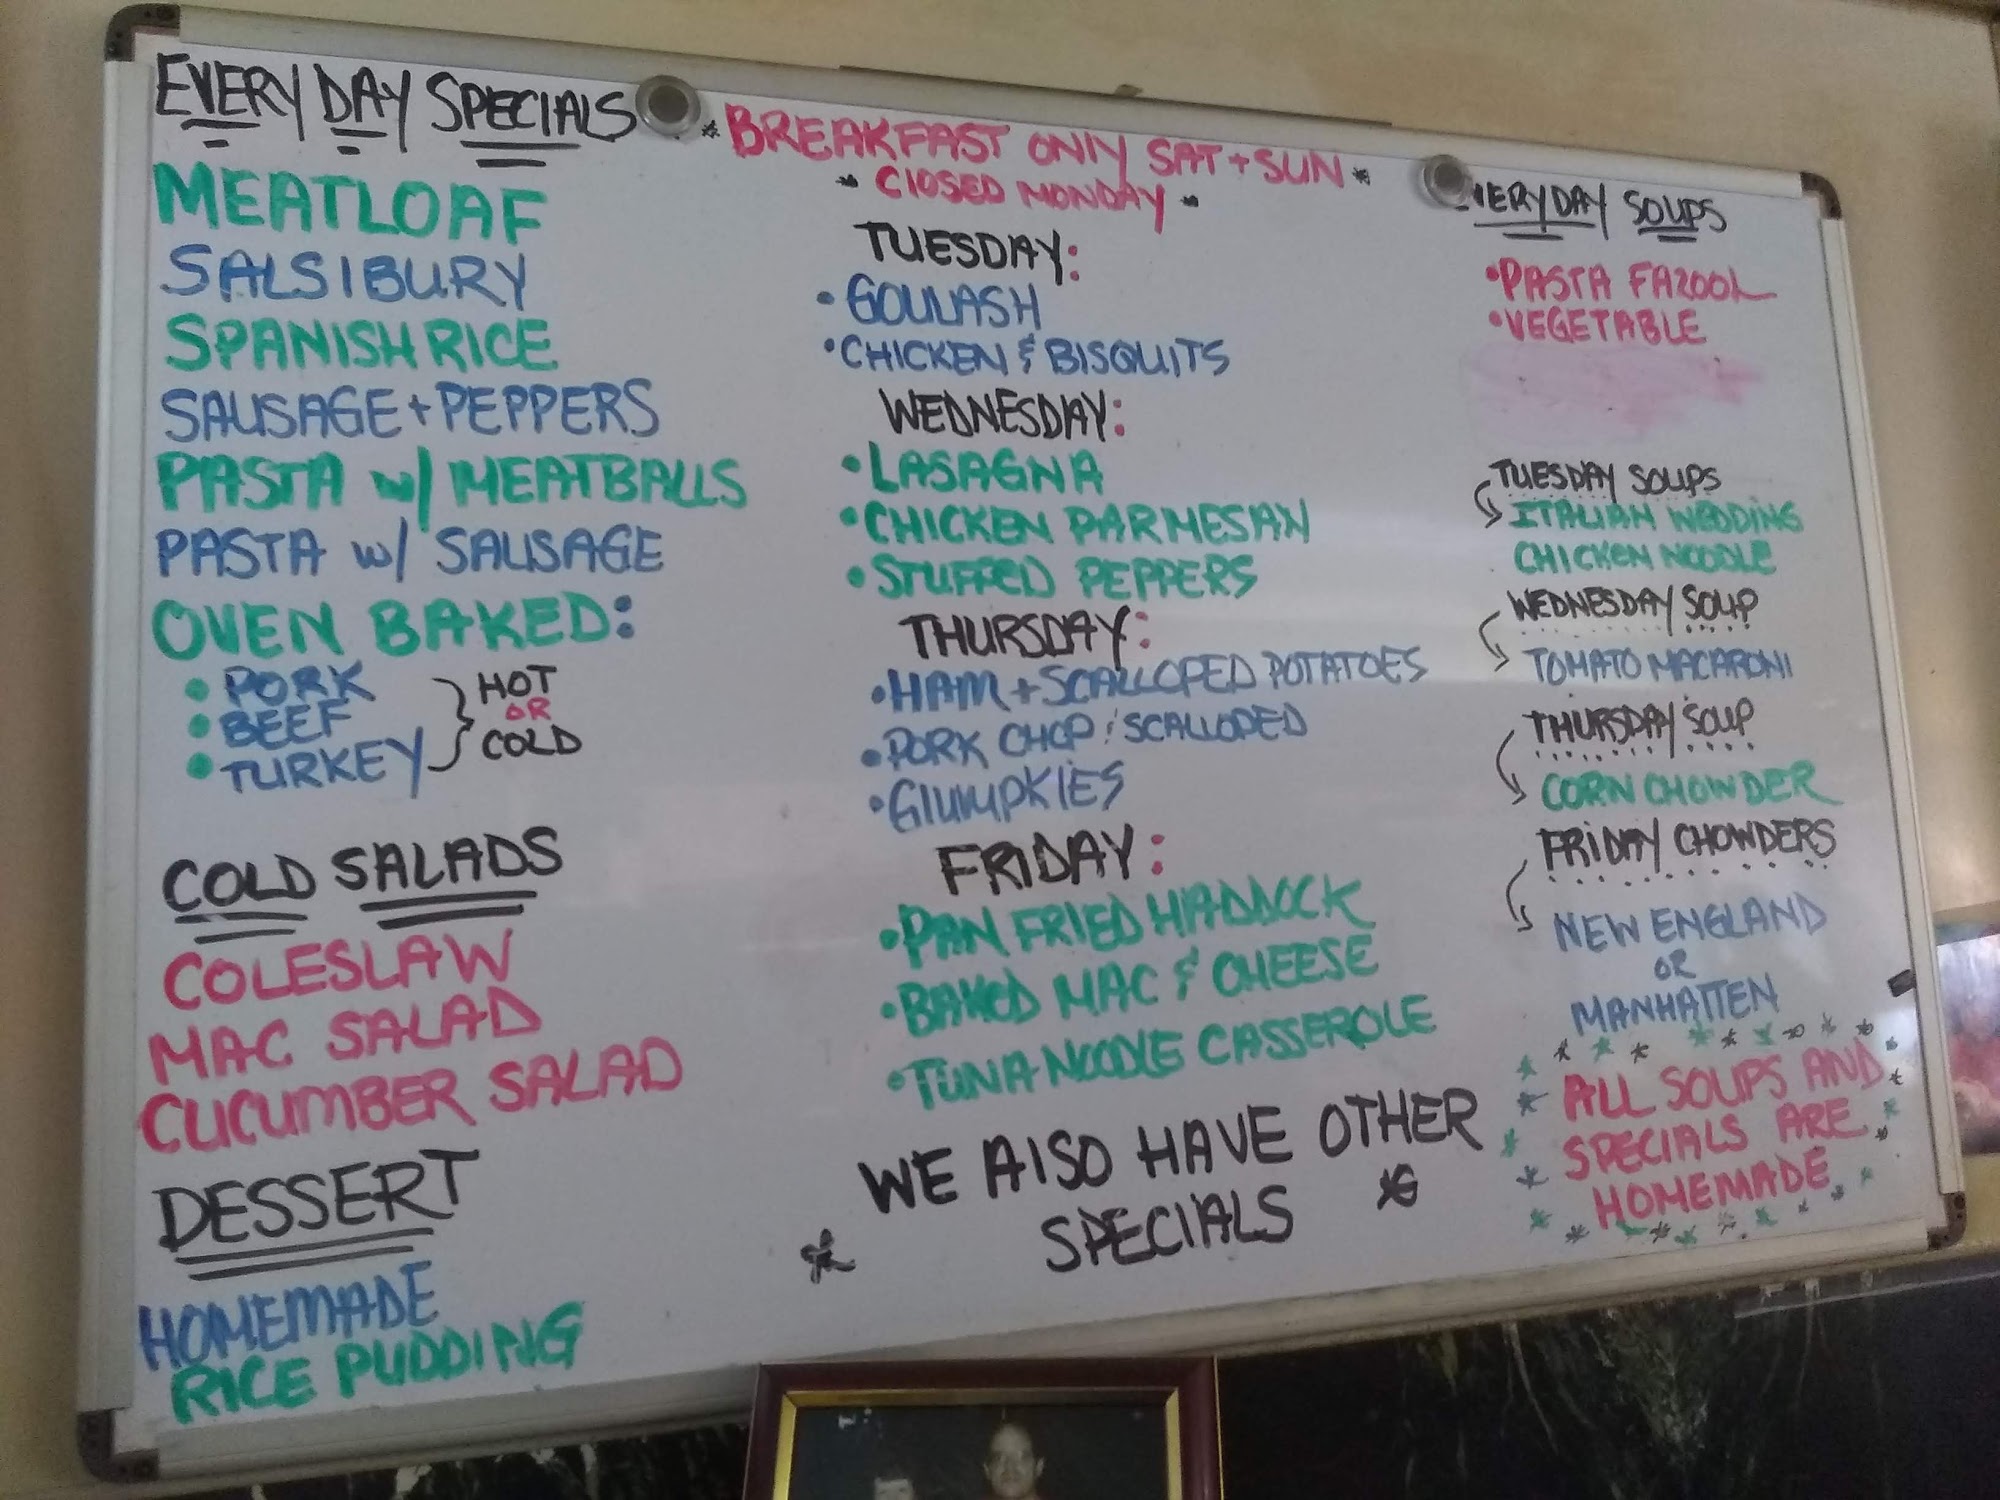 EVERY DAY SPECIALS
MEATLOAF
SALSIBURY
SPANISH RICE
SAUSAGE + PEPPERS
PASTA w/ MEATBALLS
PASTA w/ SAUSAGE
OVEN BAKED:
• PORK
• BEEF
• TURKEY
HOT
OR
COLD
COLD SALADS
COLESLAW
MAC SALAD
CUCUMBER SALAD
DESSERT
HOMEMADE
RICE PUDDING
* BREAKFAST ONLY SAT + SUN *
* CLOSED MONDAY *
TUESDAY:
• GOULASH
• CHICKEN & BISQUITS
WEDNESDAY:
• LASAGNA
• CHICKEN PARMESAN
• STUFFED PEPPERS
THURSDAY:
• HAM + SCALLOPED POTATOES
• PORK CHOP & SCALLOPED
• GLUMPKIES
FRIDAY:
• PAN FRIED HADDOCK
• BAKED MAC & CHEESE
• TUNA NOODLE CASSEROLE
WE ALSO HAVE OTHER
* SPECIALS *
EVERYDAY SOUPS
• PASTA FAZOOL
• VEGETABLE
TUESDAY SOUPS
ITALIAN WEDDING
CHICKEN NOODLE
WEDNESDAY SOUP
TOMATO MACARONI
THURSDAY SOUP
CORN CHOWDER
FRIDAY CHOWDERS
NEW ENGLAND
OR
MANHATTEN
ALL SOUPS AND
SPECIALS ARE
HOMEMADE